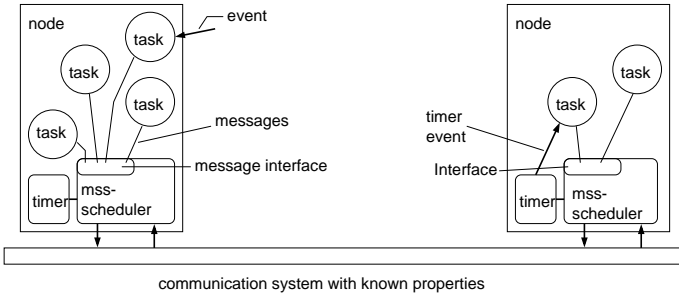 node
event
task
task
task
task
messages
message interface
timer
mss-
scheduler
node
task
task
timer
event
Interface
timer
mss-
scheduler
communication system with known properties